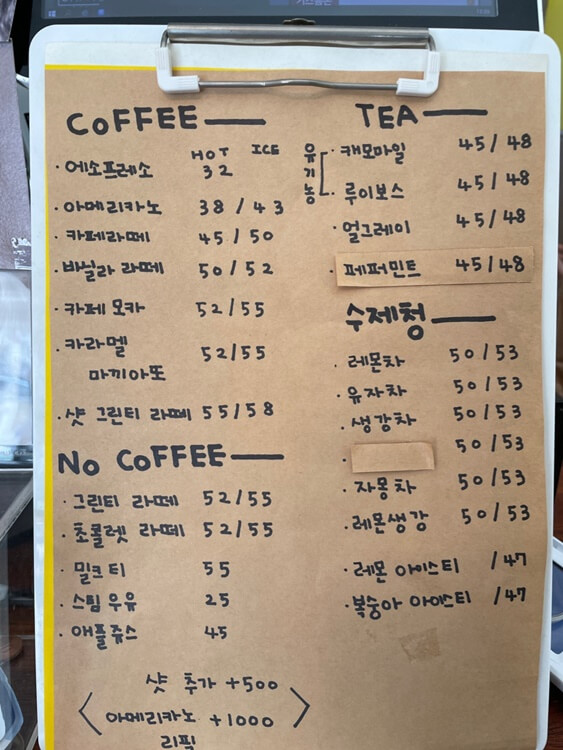 COFFEE
HOT ICE
· 에소프레소 32
· 아메리카노 38 / 43
· 카페라떼 45 / 50
· 바닐라 라떼 50 / 52
· 카페 모카 52/55
· 카라멜 52/55
마끼아또
· 샷 그린티 라떼 55/58
No COFFEE
· 그린티 라떼 52/55
· 초콜렛 라떼 52/55
· 밀크티 55
· 스팀우유 25
· 애플쥬스 45
샷 추가 +500
아메리카노 +1000
리필
TEA
유기농
· 캐모마일 45/48
· 루이보스 45/48
· 얼그레이 45/48
· 페퍼민트 45/48
수제청
· 레몬차 50/53
· 유자차 50/53
· 생강차 50/53
· 50/53
· 자몽차 50/53
· 레몬생강 50/53
· 레몬 아이스티 /47
· 복숭아 아이스티 /47